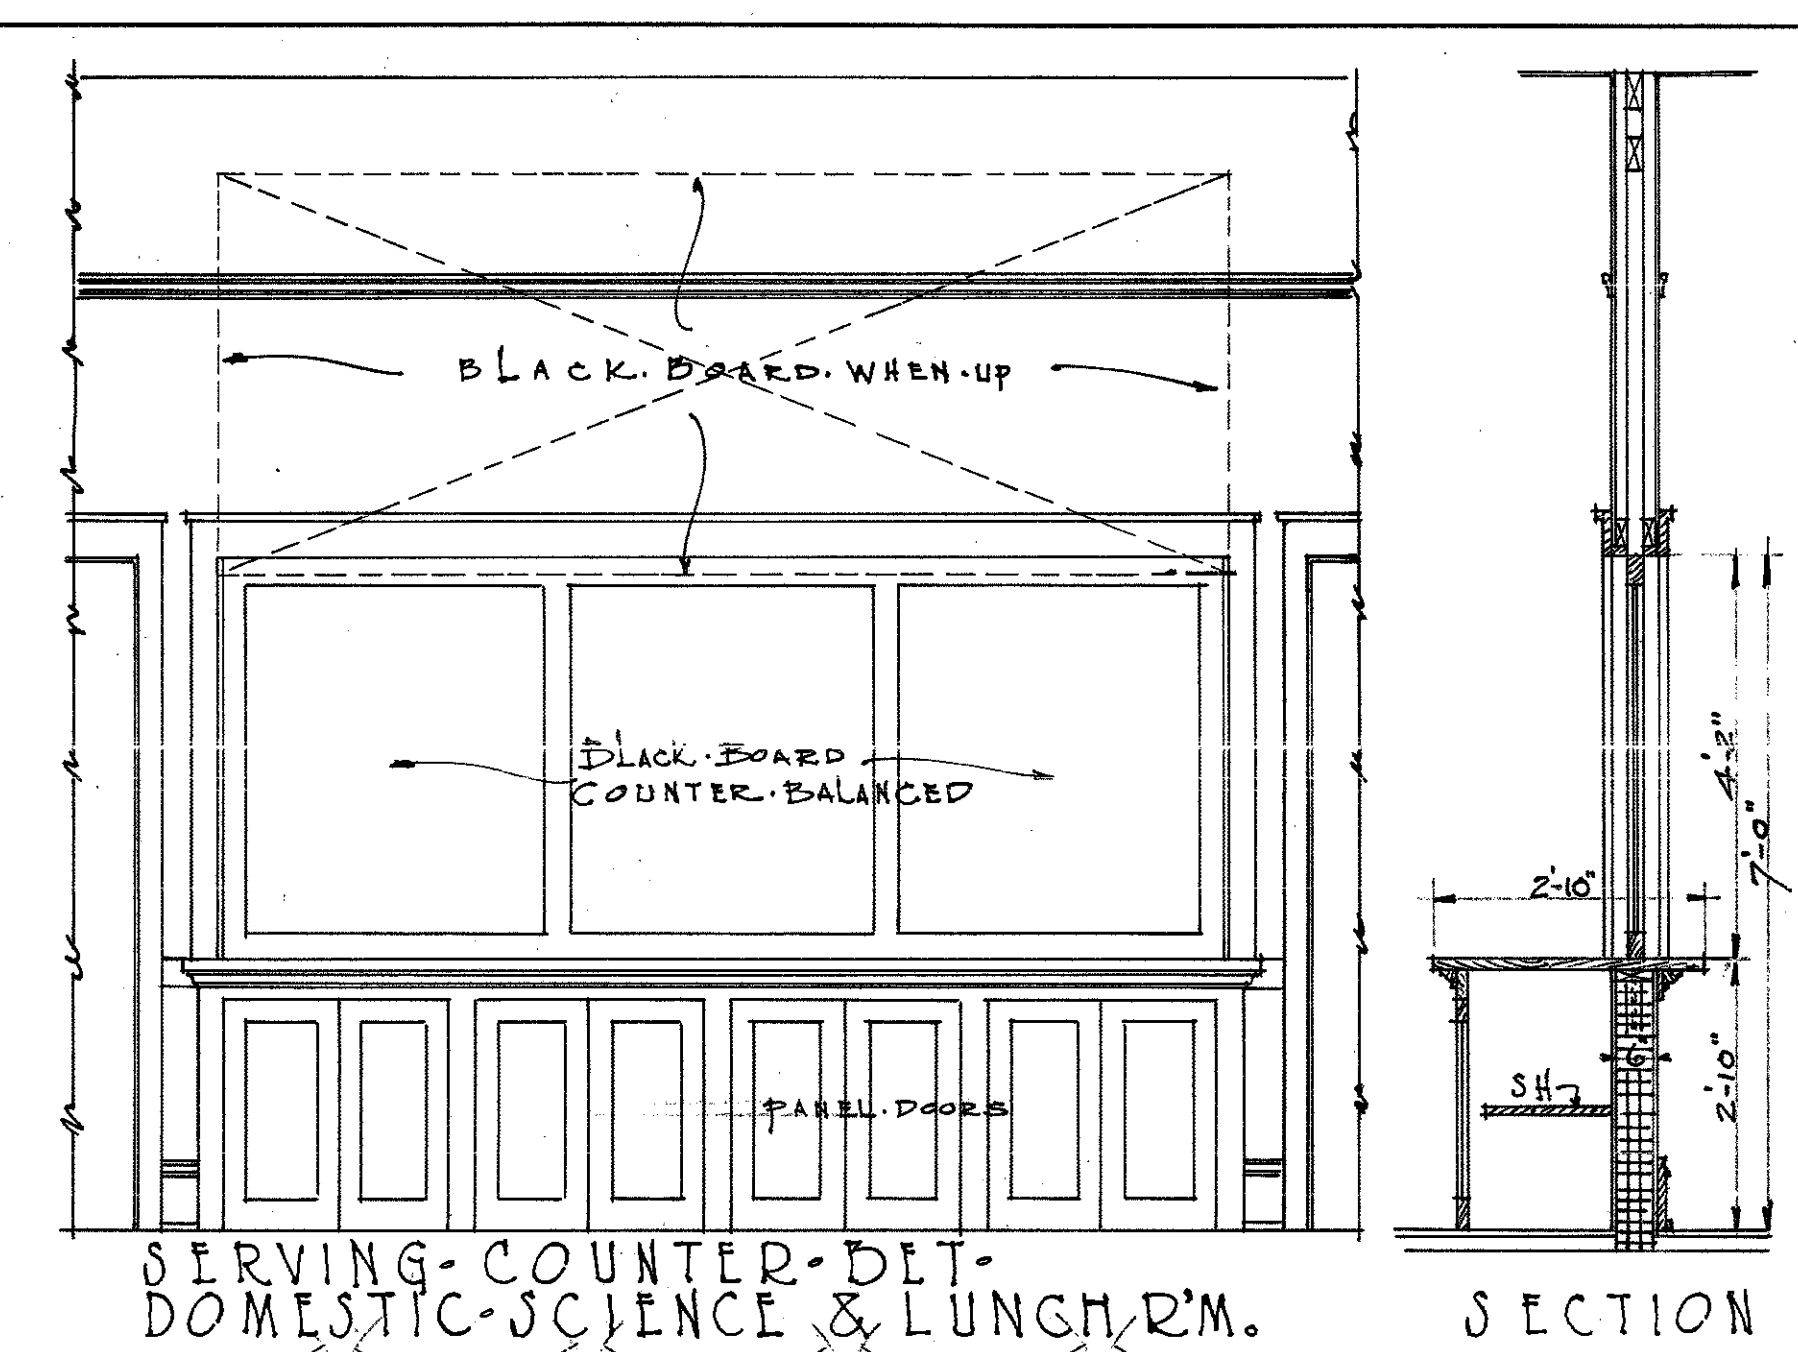 BLACK·BOARD·WHEN·UP
BLACK·BOARD
COUNTER·BALANCED
PANEL·DOORS
SERVING·COUNTER·BET·
DOMESTIC·SCIENCE & LUNCH R'M.
4'-2"
7'-0"
2'-10"
6"
SH
2'-10"
SECTION